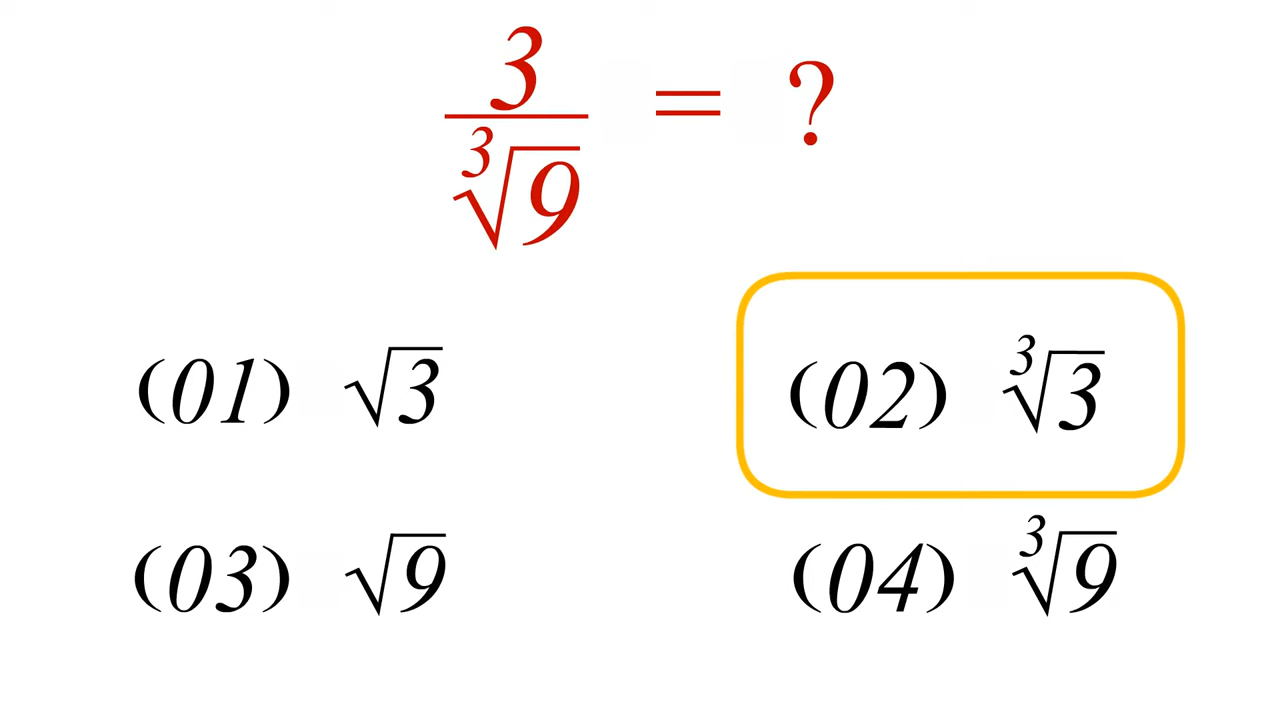 3
∛9 = ?
(01) √3 (02) ∛3
(03) √9 (04) ∛9